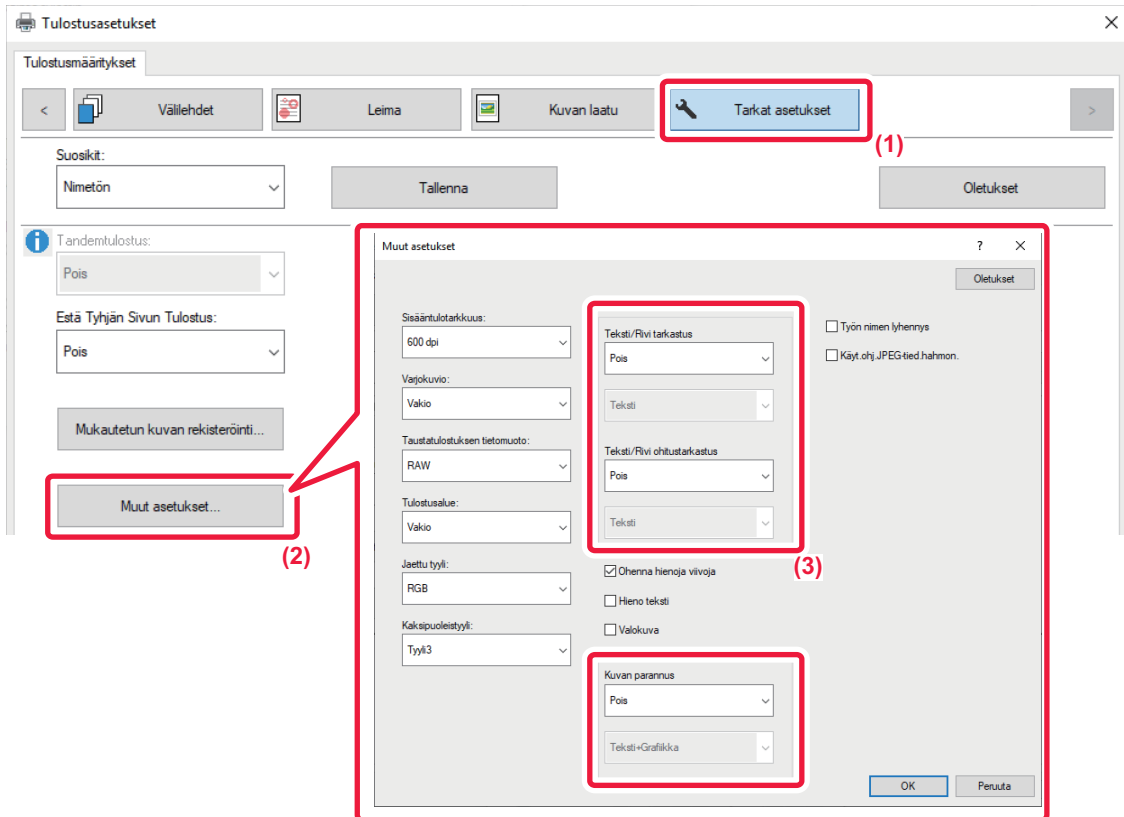 Tulostusasetukset
Tulostusmääritykset
< Välilehdet Leima Kuvan laatu Tarkat asetukset >
(1)
Suosikit:
Nimetön Tallenna Oletukset
Tandemtulostus:
Pois
Estä Tyhjän Sivun Tulostus:
Pois
Mukautetun kuvan rekisteröinti...
Muut asetukset...
(2)
Muut asetukset ?
Oletukset
Sisääntulotarkkuus:
600 dpi
Varjokuvio:
Vakio
Taustatulostuksen tietomuoto:
RAW
Tulostusalue:
Vakio
Jaettu tyyli:
RGB
Kaksipuoleistyyli:
Tyyli3
Teksti/Rivi tarkastus
Pois
Teksti
Teksti/Rivi ohitustarkastus
Pois
Teksti
(3)
Ohenna hienoja viivoja
Hieno teksti
Valokuva
Kuvan parannus
Pois
Teksti+Grafiikka
Työn nimen lyhennys
Käyt.ohj.JPEG-tied.hahmon.
OK Peruuta